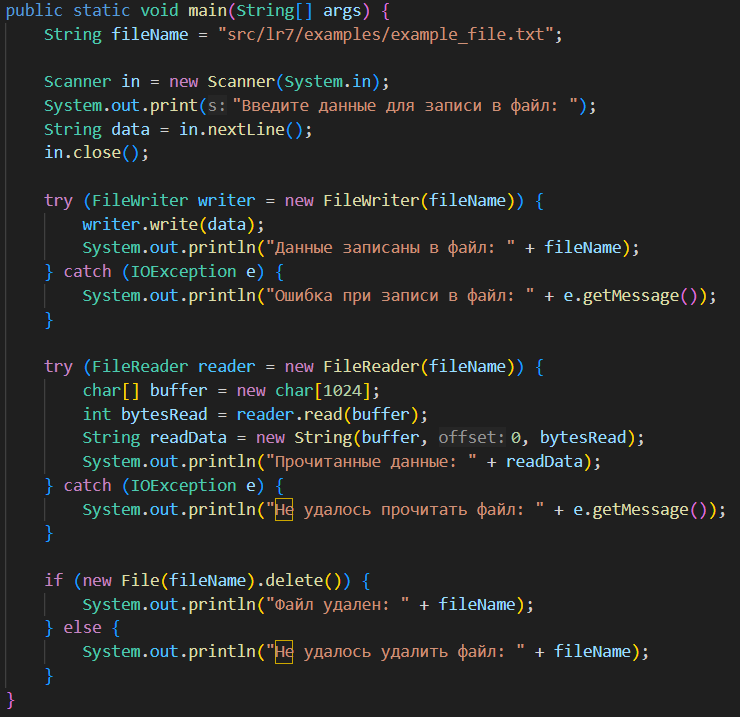 public static void main(String[] args) {
    String fileName = "src/lr7/examples/example_file.txt";

    Scanner in = new Scanner(System.in);
    System.out.print(s: "Введите данные для записи в файл: ");
    String data = in.nextLine();
    in.close();

    try (FileWriter writer = new FileWriter(fileName)) {
        writer.write(data);
        System.out.println("Данные записаны в файл: " + fileName);
    } catch (IOException e) {
        System.out.println("Ошибка при записи в файл: " + e.getMessage());
    }

    try (FileReader reader = new FileReader(fileName)) {
        char[] buffer = new char[1024];
        int bytesRead = reader.read(buffer);
        String readData = new String(buffer, offset: 0, bytesRead);
        System.out.println("Прочитанные данные: " + readData);
    } catch (IOException e) {
        System.out.println("Не удалось прочитать файл: " + e.getMessage());
    }

    if (new File(fileName).delete()) {
        System.out.println("Файл удален: " + fileName);
    } else {
        System.out.println("Не удалось удалить файл: " + fileName);
    }
}